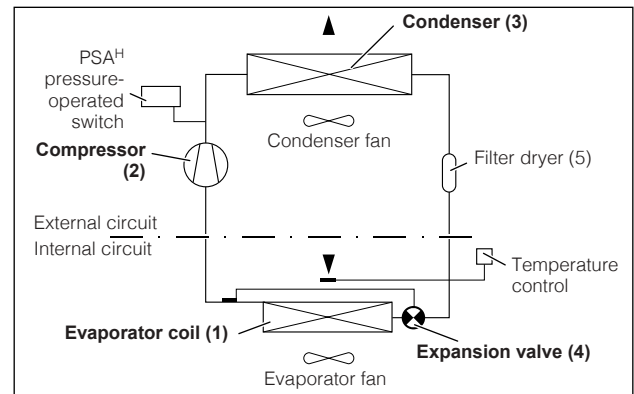 Condenser (3)
PSAᴴ
pressure-
operated
switch
Condenser fan
Compressor
(2)
Filter dryer (5)
External circuit
Internal circuit
Temperature
control
Evaporator coil (1)
Expansion valve (4)
Evaporator fan